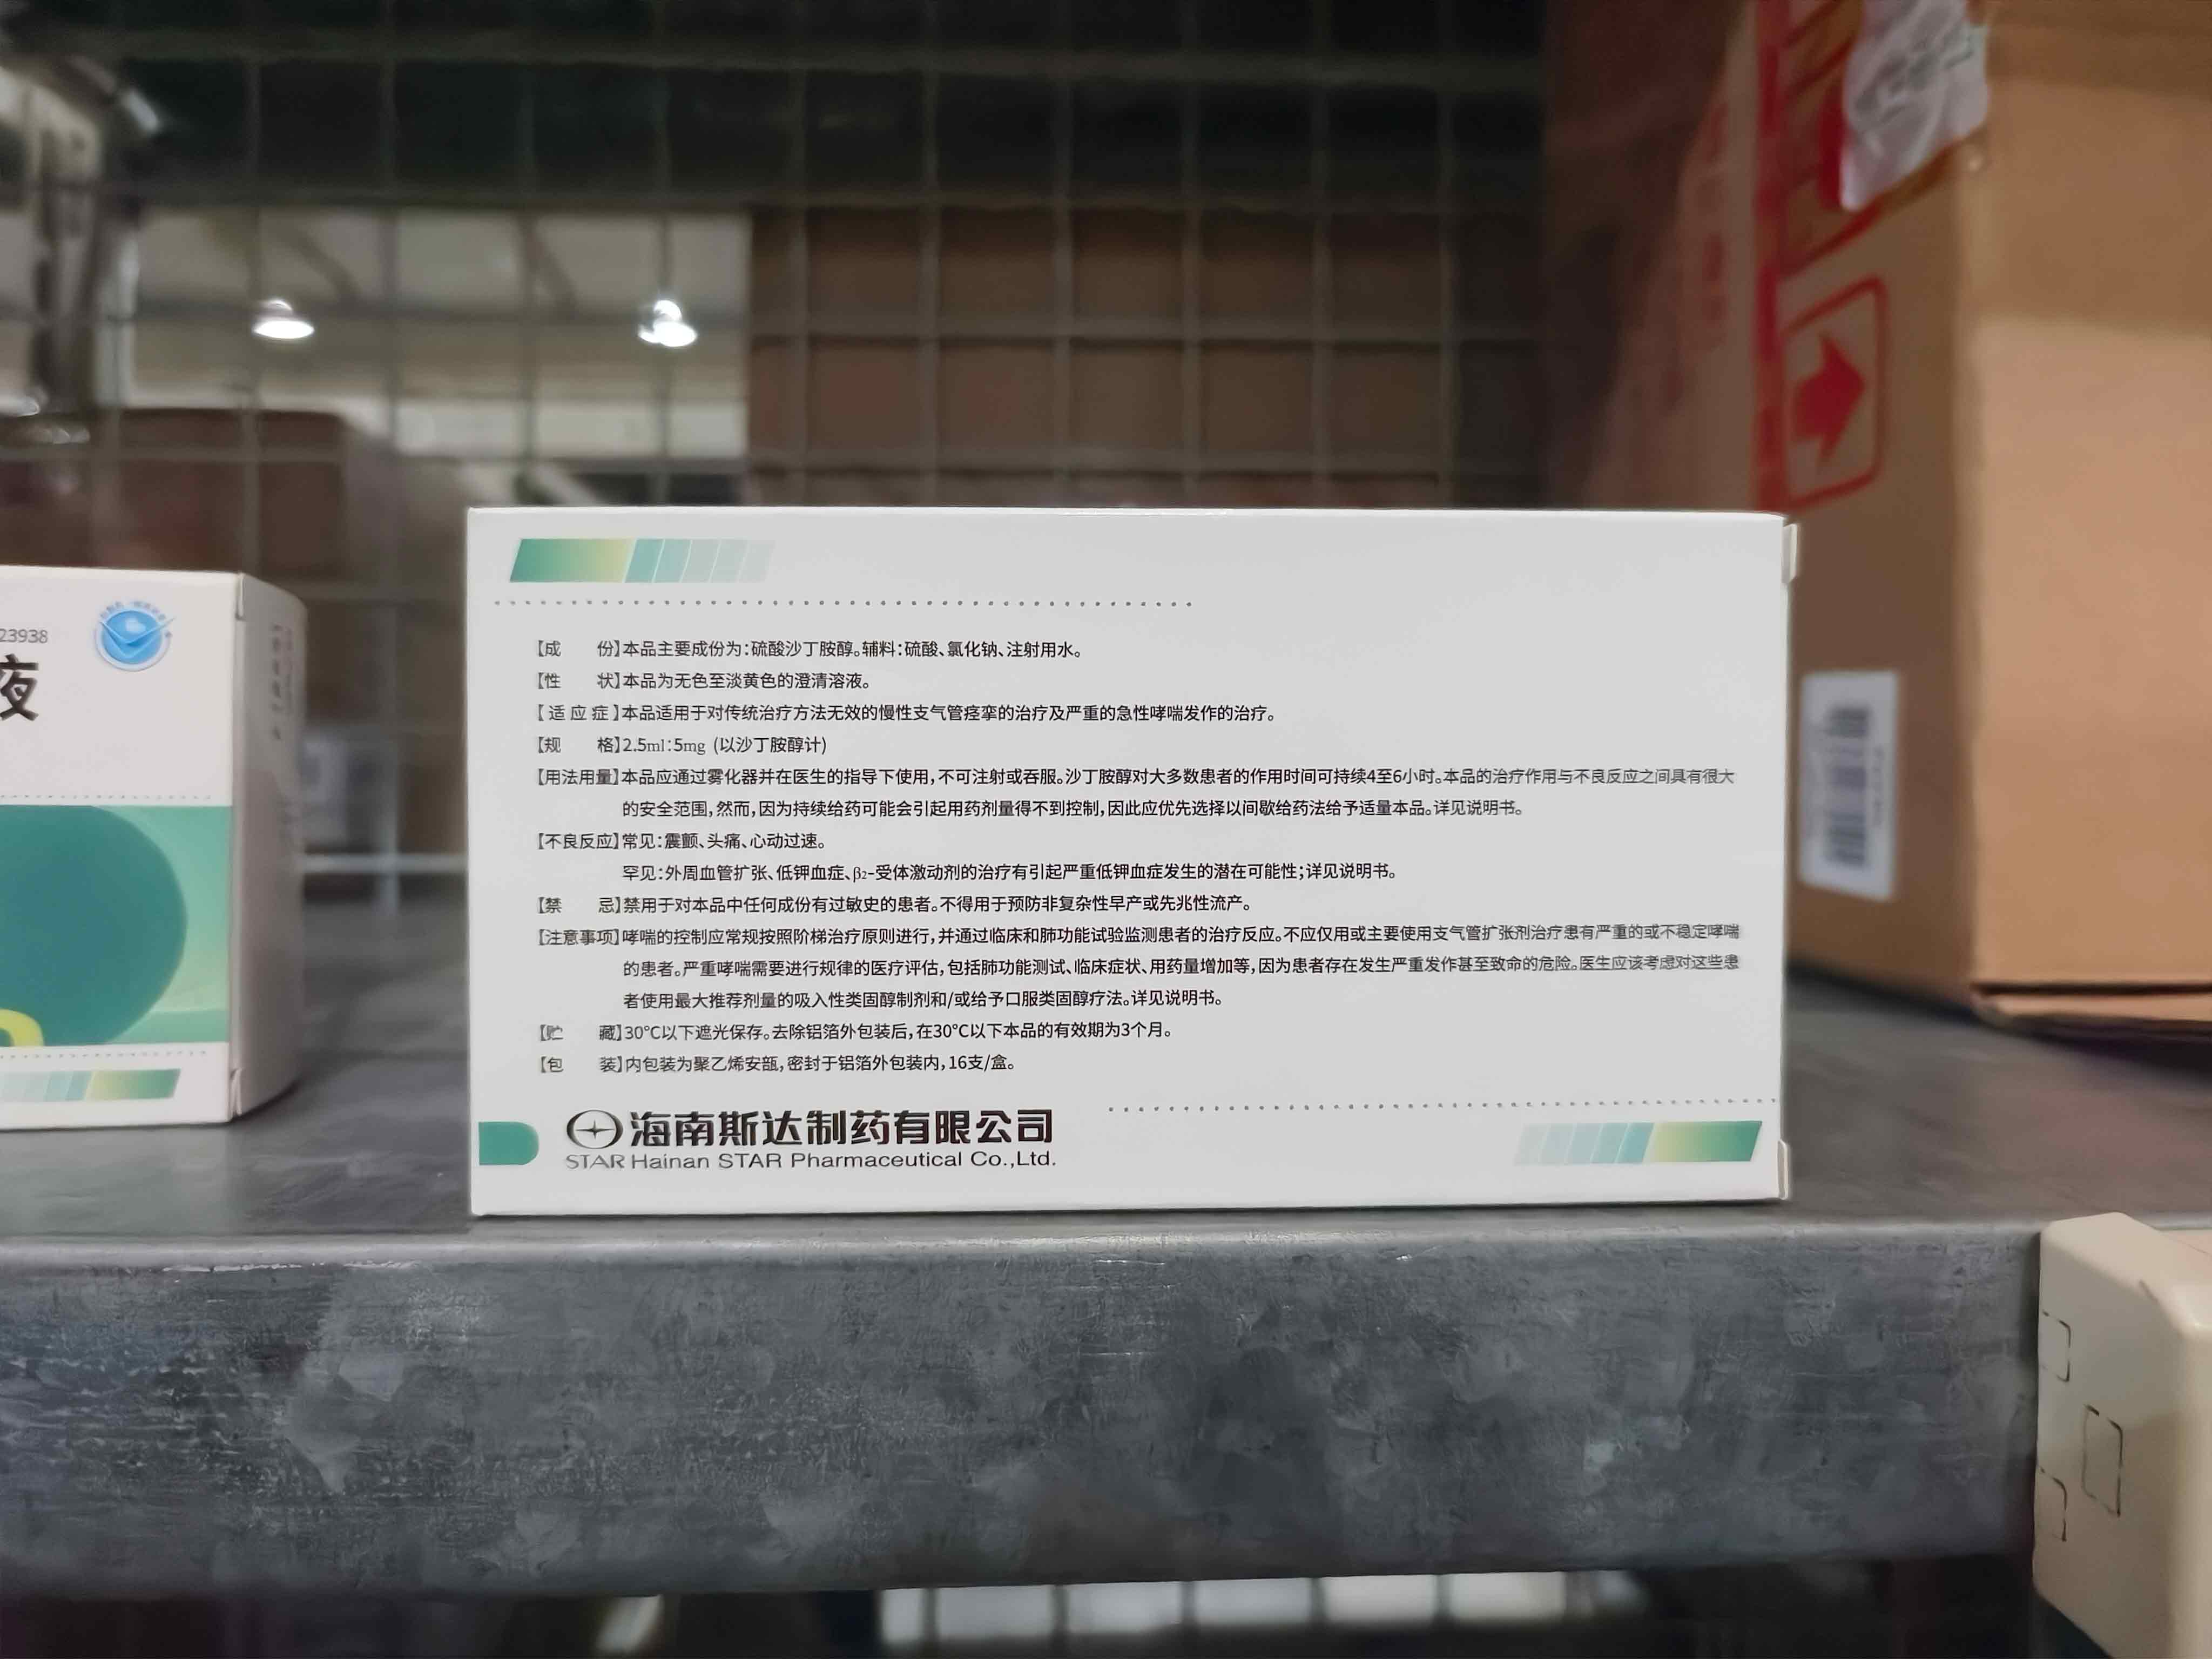 23938
液
【成　份】本品主要成份为：硫酸沙丁胺醇。辅料：硫酸、氯化钠、注射用水。
【性　状】本品为无色至淡黄色的澄清溶液。
【适应症】本品适用于对传统治疗方法无效的慢性支气管痉挛的治疗及严重的急性哮喘发作的治疗。
【规　格】2.5ml：5mg (以沙丁胺醇计)
【用法用量】本品应通过雾化器并在医生的指导下使用，不可注射或吞服。沙丁胺醇对大多数患者的作用时间可持续4至6小时。本品的治疗作用与不良反应之间具有很大
的安全范围，然而，因为持续给药可能会引起用药剂量得不到控制，因此应优先选择以间歇给药法给予适量本品。详见说明书。
【不良反应】常见：震颤、头痛、心动过速。
罕见：外周血管扩张、低钾血症、β₂-受体激动剂的治疗有引起严重低钾血症发生的潜在可能性；详见说明书。
【禁　忌】禁用于对本品中任何成份有过敏史的患者。不得用于预防非复杂性早产或先兆性流产。
【注意事项】哮喘的控制应常规按照阶梯治疗原则进行，并通过临床和肺功能试验监测患者的治疗反应。不应仅用或主要使用支气管扩张剂治疗患有严重的或不稳定哮喘
的患者。严重哮喘需要进行规律的医疗评估，包括肺功能测试、临床症状、用药量增加等，因为患者存在发生严重发作甚至致命的危险。医生应该考虑对这些患
者使用最大推荐剂量的吸入性类固醇制剂和/或给予口服类固醇疗法。详见说明书。
【贮　藏】30℃以下遮光保存。去除铝箔外包装后，在30℃以下本品的有效期为3个月。
【包　装】内包装为聚乙烯安瓿，密封于铝箔外包装内，16支/盒。
海南斯达制药有限公司
STAR Hainan STAR Pharmaceutical Co.,Ltd.